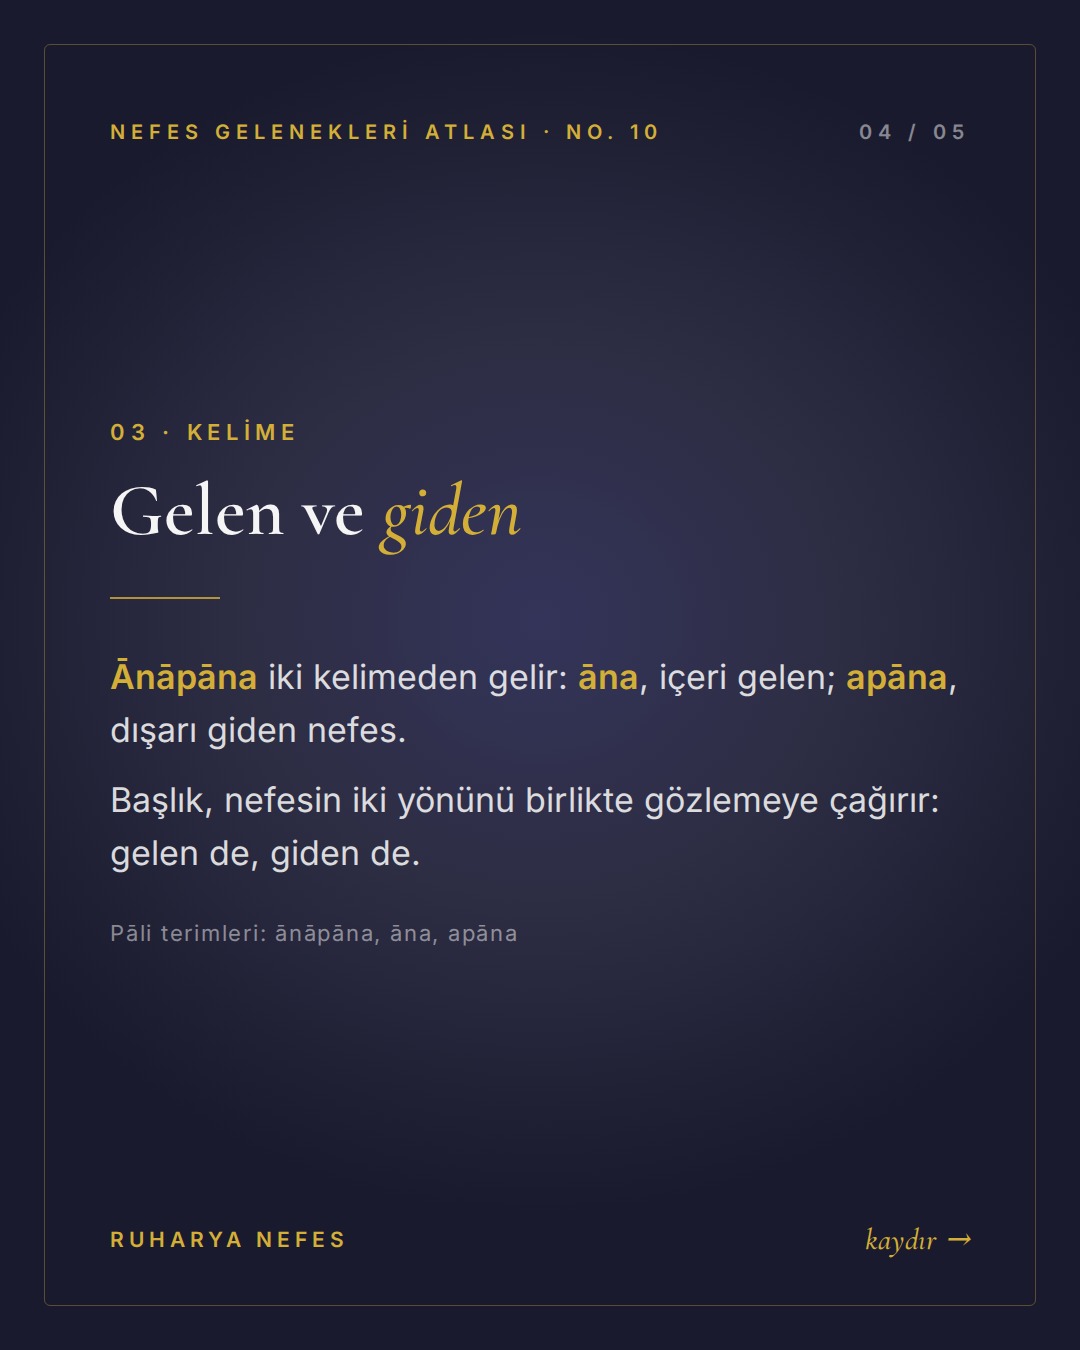 NEFES GELENEKLERİ ATLASI · NO. 10
04 / 05
03 · KELİME
Gelen ve giden
Ānāpāna iki kelimeden gelir: āna, içeri gelen; apāna,
dışarı giden nefes.
Başlık, nefesin iki yönünü birlikte gözlemeye çağırır:
gelen de, giden de.
Pāli terimleri: ānāpāna, āna, apāna
RUHARYA NEFES
kaydır →